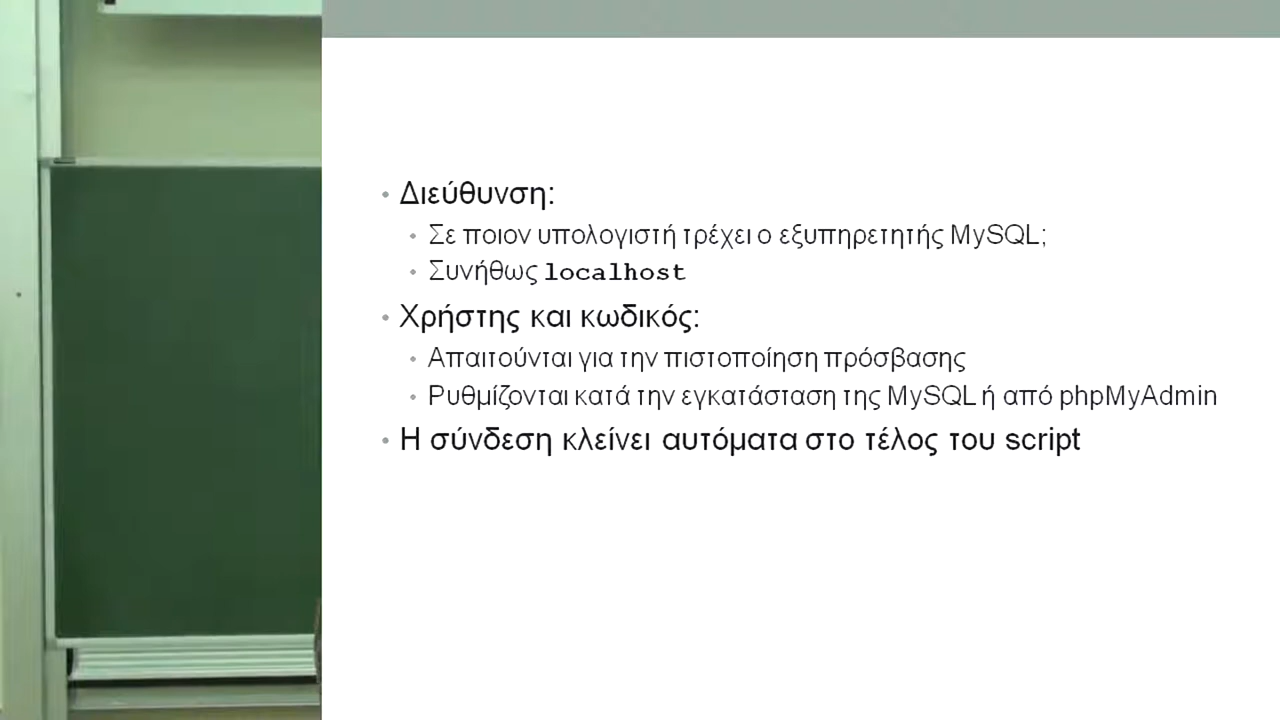 Διεύθυνση:
Σε ποιον υπολογιστή τρέχει ο εξυπηρετητής MySQL;
Συνήθως localhost
Χρήστης και κωδικός:
Απαιτούνται για την πιστοποίηση πρόσβασης
Ρυθμίζονται κατά την εγκατάσταση της MySQL ή από phpMyAdmin
Η σύνδεση κλείνει αυτόματα στο τέλος του script